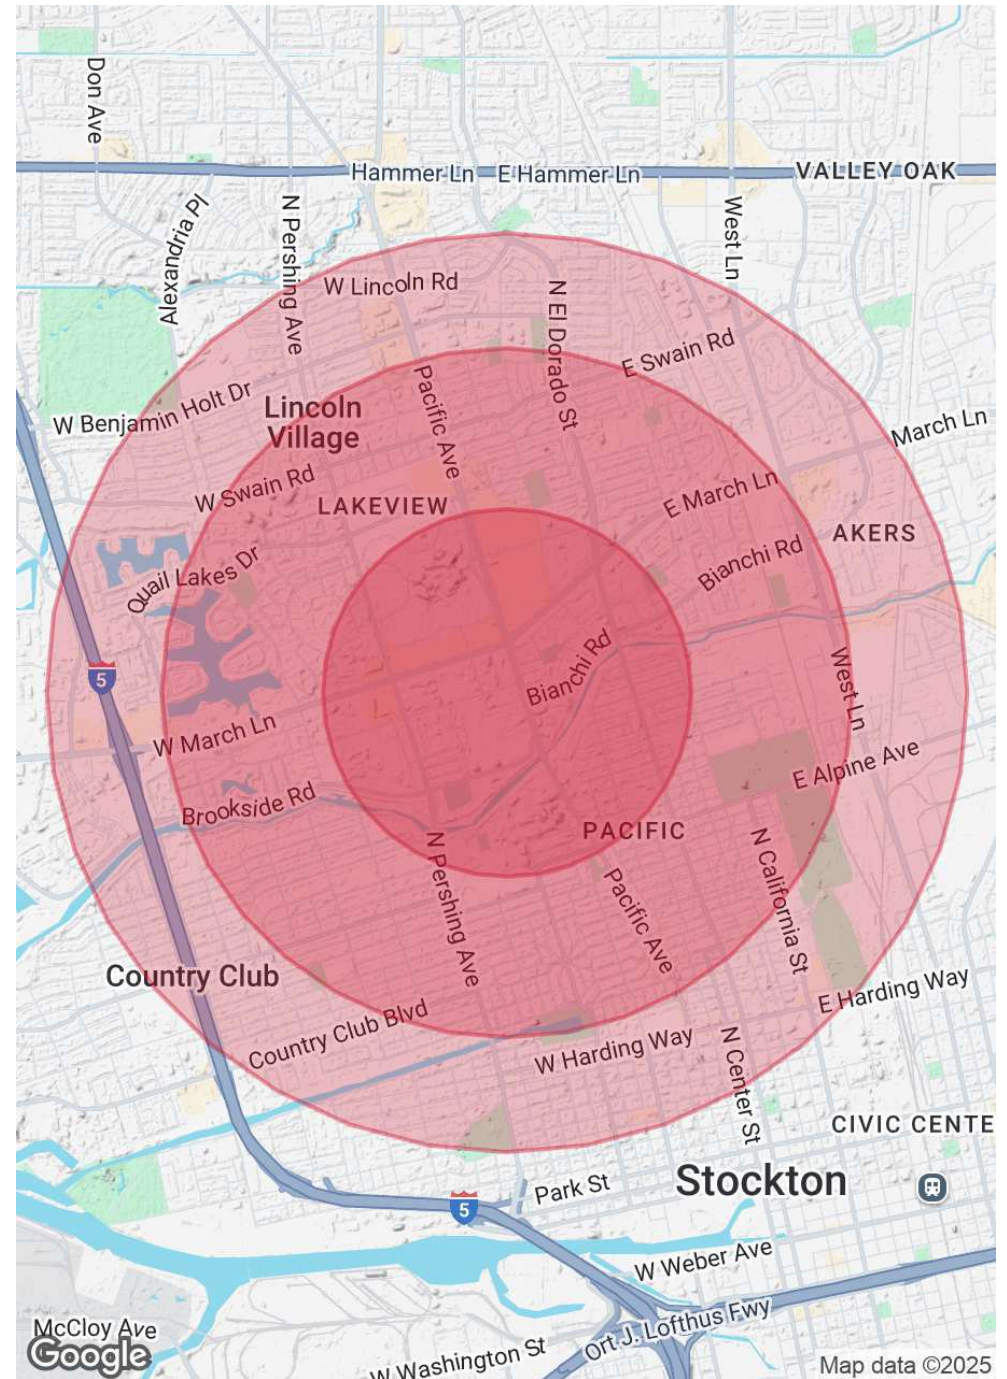 Don Ave
Hammer Ln
E Hammer Ln
VALLEY OAK
Alexandria Pl
N Pershing Ave
West Ln
W Lincoln Rd
N El Dorado St
E Swain Rd
W Benjamin Holt Dr
Lincoln
Village
Pacific Ave
March Ln
W Swain Rd
LAKEVIEW
E March Ln
AKERS
Quail Lakes Dr
Bianchi Rd
Bianchi Rd
5
West Ln
W March Ln
E Alpine Ave
Brookside Rd
PACIFIC
N Pershing Ave
Pacific Ave
N California St
Country Club
E Harding Way
Country Club Blvd
W Harding Way
N Center St
CIVIC CENTE
Stockton
Park St
5
W Weber Ave
McCloy Ave
Ort J. Lofthus Fwy
Google
W Washington St
Map data ©2025